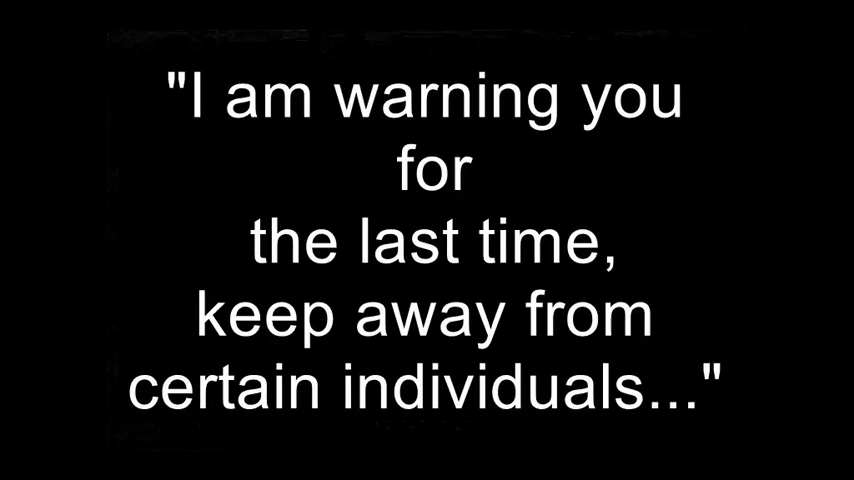 "I am warning you
for
the last time,
keep away from
certain individuals..."